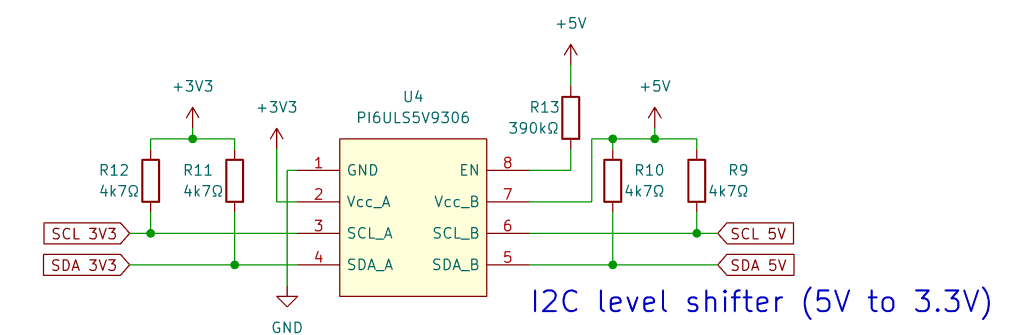 +5V
+3V3
+5V
+3V3
U4
PI6ULS5V9306
R13
390kΩ
R12
4k7Ω
R11
4k7Ω
1 GND EN 8
R10
4k7Ω
R9
4k7Ω
2 Vcc_A Vcc_B 7
SCL 3V3
3 SCL_A SCL_B 6
SCL 5V
SDA 3V3
4 SDA_A SDA_B 5
SDA 5V
I2C level shifter (5V to 3.3V)
GND